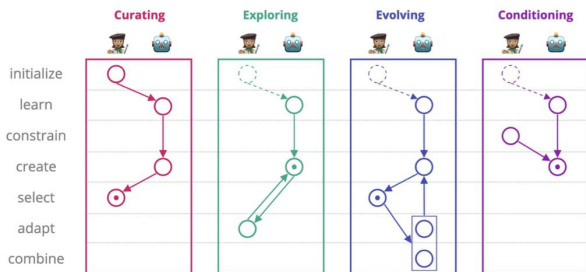 Curating Exploring Evolving Conditioning
initialize
learn
constrain
create
select
adapt
combine